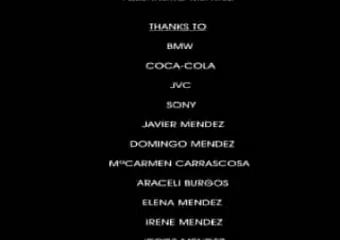 THANKS TO
BMW
COCA-COLA
JVC
SONY
JAVIER MENDEZ
DOMINGO MENDEZ
MªCARMEN CARRASCOSA
ARACELI BURGOS
ELENA MENDEZ
IRENE MENDEZ
MENDEZ